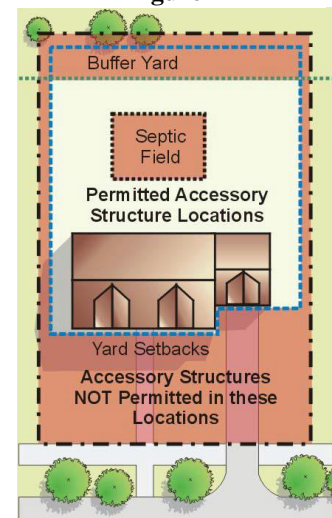 Buffer Yard
Septic
Field
Permitted Accessory
Structure Locations
Yard Setbacks
Accessory Structures
NOT Permitted in these
Locations